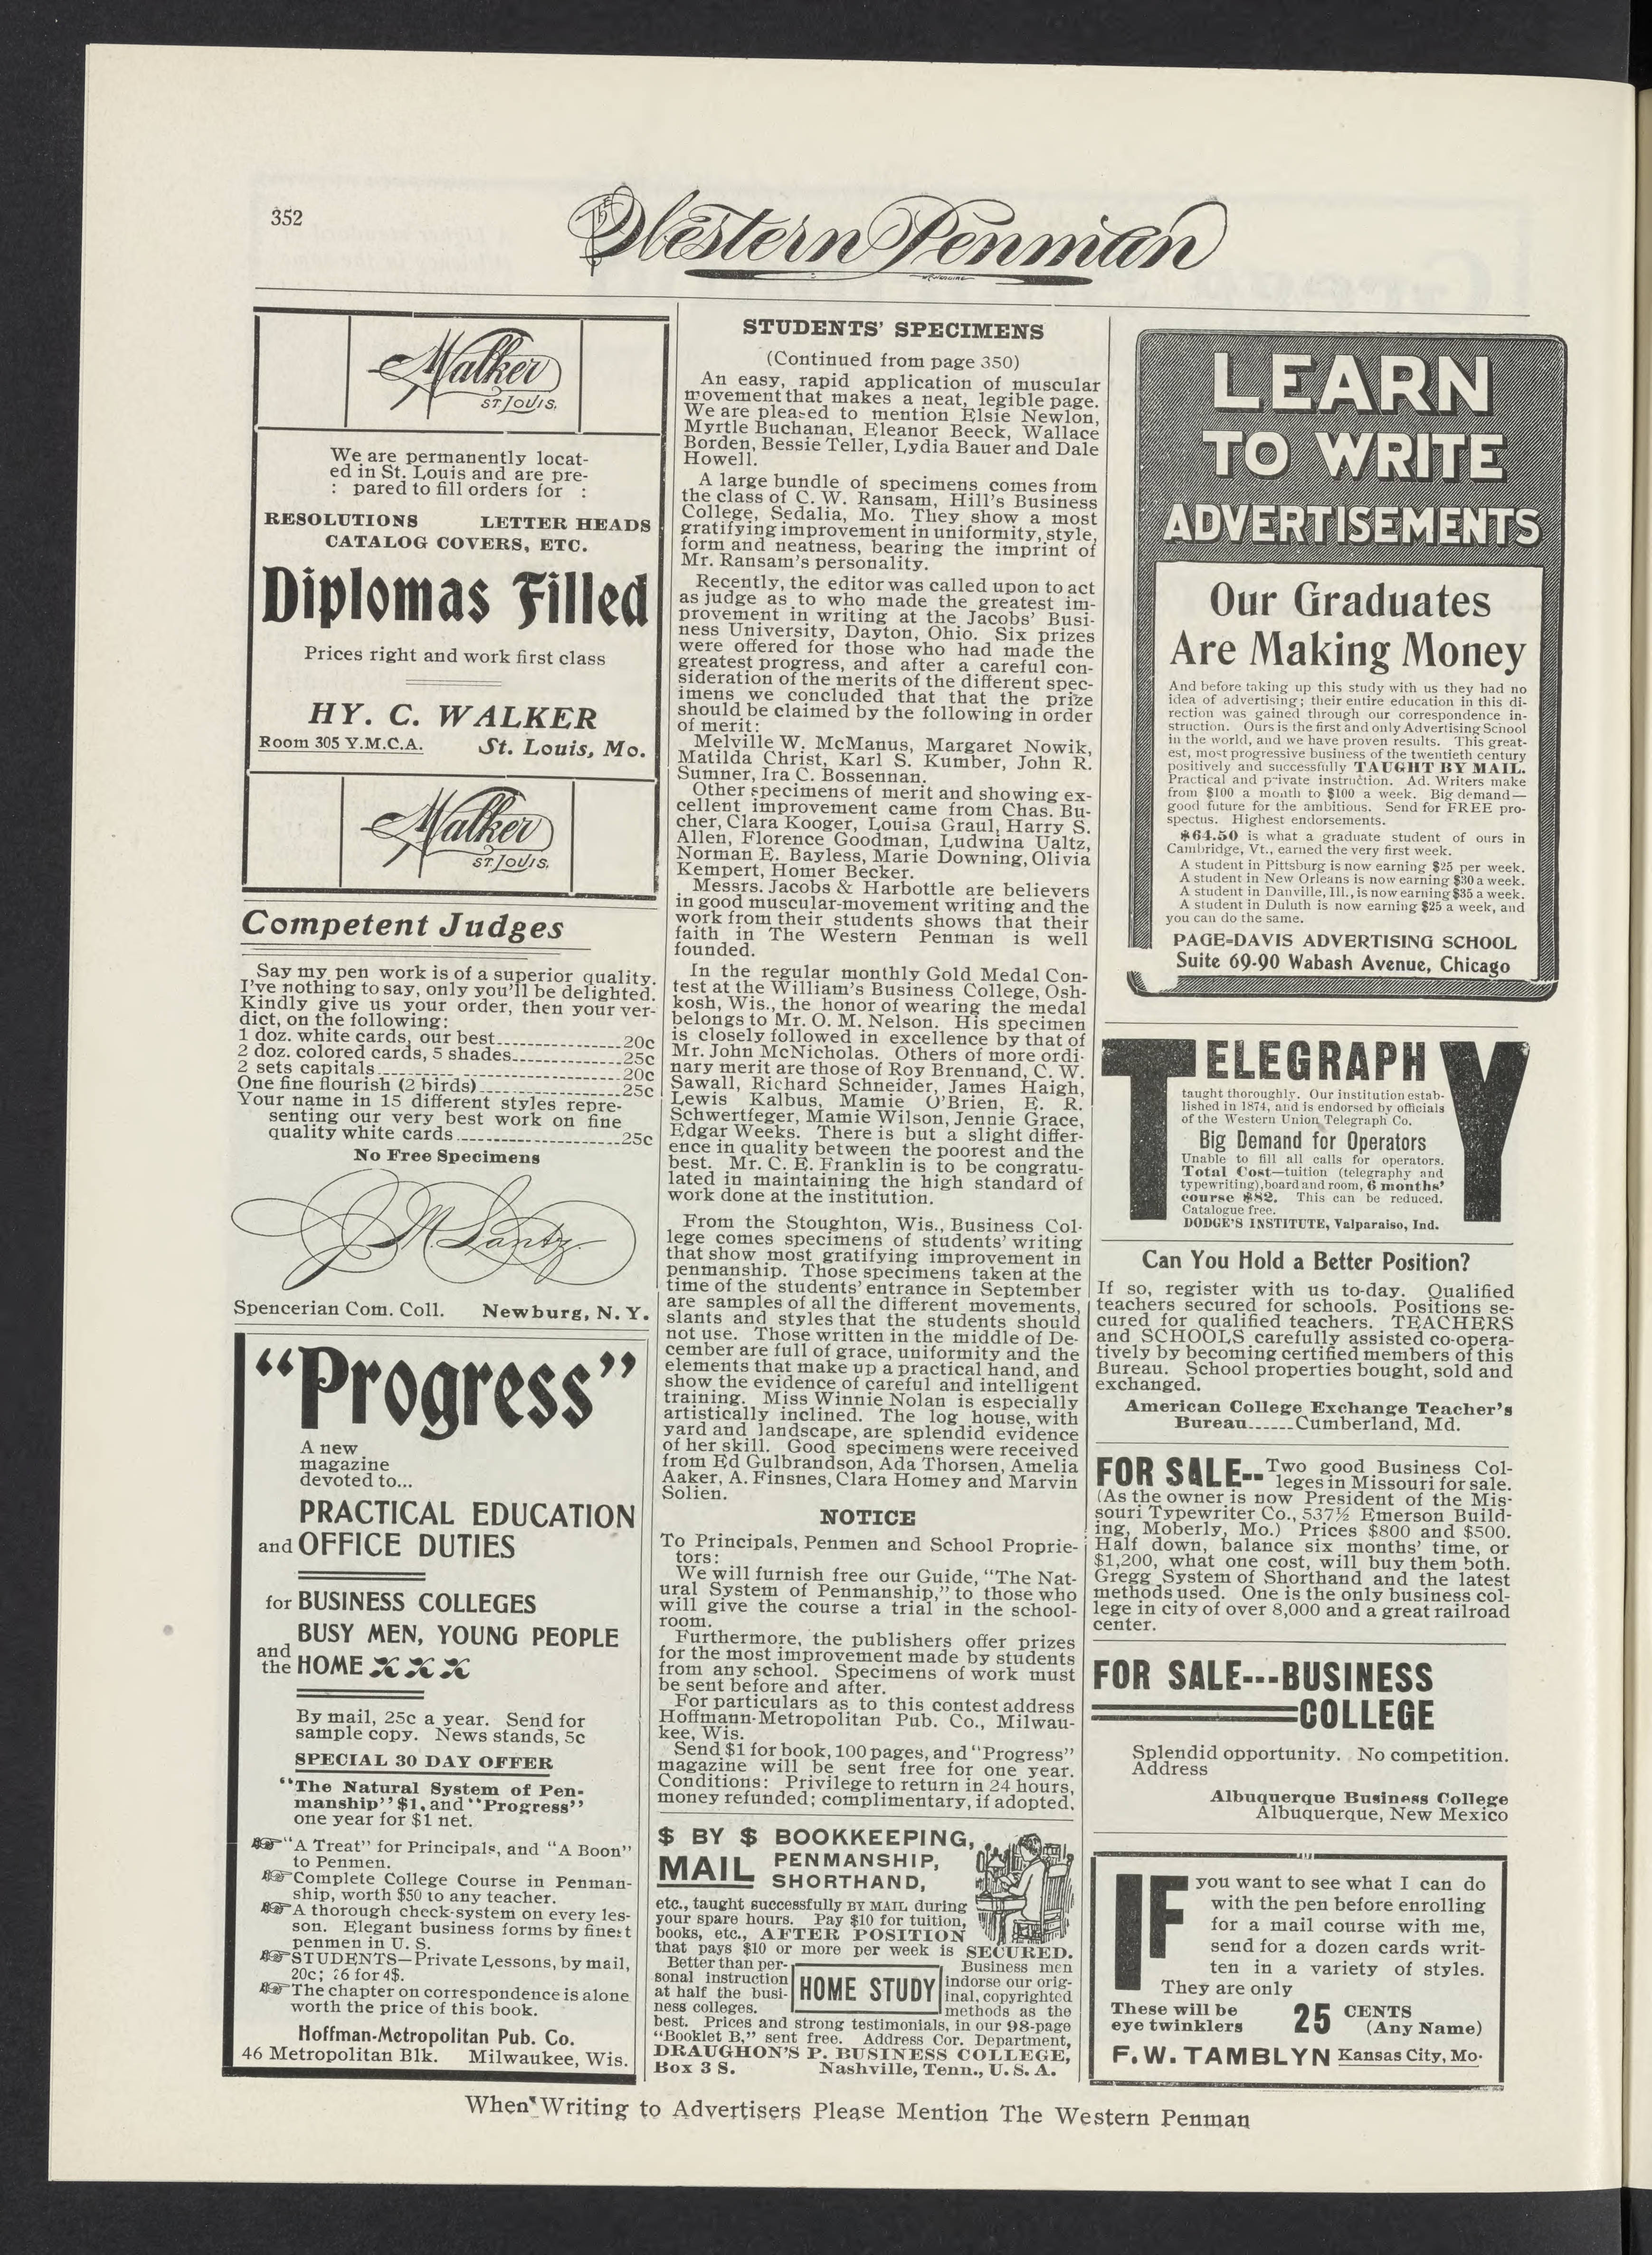 352
The Western Penman
Walker
ST. LOUIS.
We are permanently locat-
ed in St. Louis and are pre-
: pared to fill orders for :
RESOLUTIONS LETTER HEADS
CATALOG COVERS, ETC.
Diplomas Filled
Prices right and work first class
HY. C. WALKER
Room 305 Y.M.C.A. St. Louis, Mo.
Walker
ST. LOUIS.
Competent Judges
Say my pen work is of a superior quality.
I've nothing to say, only you'll be delighted.
Kindly give us your order, then your ver-
dict, on the following:
1 doz. white cards, our best 20c
2 doz. colored cards, 5 shades 25c
2 sets capitals 20c
One fine flourish (2 birds) 25c
Your name in 15 different styles repre-
senting our very best work on fine
quality white cards 25c
No Free Specimens
J. M. Lantz
Spencerian Com. Coll. Newburg, N. Y.
"Progress"
A new
magazine
devoted to...
PRACTICAL EDUCATION
and OFFICE DUTIES
for BUSINESS COLLEGES
BUSY MEN, YOUNG PEOPLE
and
the HOME
By mail, 25c a year. Send for
sample copy. News stands, 5c
SPECIAL 30 DAY OFFER
"The Natural System of Pen-
manship" $1, and "Progress"
one year for $1 net.
"A Treat" for Principals, and "A Boon"
to Penmen.
Complete College Course in Penman-
ship, worth $50 to any teacher.
A thorough check-system on every les-
son. Elegant business forms by finest
penmen in U. S.
STUDENTS—Private Lessons, by mail,
20c; 26 for 4$.
The chapter on correspondence is alone
worth the price of this book.
Hoffman-Metropolitan Pub. Co.
46 Metropolitan Blk. Milwaukee, Wis.
STUDENTS' SPECIMENS
(Continued from page 350)
An easy, rapid application of muscular
movement that makes a neat, legible page.
We are pleased to mention Elsie Newlon,
Myrtle Buchanan, Eleanor Beeck, Wallace
Borden, Bessie Teller, Lydia Bauer and Dale
Howell.
A large bundle of specimens comes from
the class of C. W. Ransam, Hill's Business
College, Sedalia, Mo. They show a most
gratifying improvement in uniformity, style,
form and neatness, bearing the imprint of
Mr. Ransam's personality.
Recently, the editor was called upon to act
as judge as to who made the greatest im-
provement in writing at the Jacobs' Busi-
ness University, Dayton, Ohio. Six prizes
were offered for those who had made the
greatest progress, and after a careful con-
sideration of the merits of the different spec-
imens we concluded that that the prize
should be claimed by the following in order
of merit:
Melville W. McManus, Margaret Nowik,
Matilda Christ, Karl S. Kumber, John R.
Sumner, Ira C. Bossennan.
Other specimens of merit and showing ex-
cellent improvement came from Chas. Bu-
cher, Clara Kooger, Louisa Graul, Harry S.
Allen, Florence Goodman, Ludwina Ualtz,
Norman E. Bayless, Marie Downing, Olivia
Kempert, Homer Becker.
Messrs. Jacobs & Harbottle are believers
in good muscular-movement writing and the
work from their students shows that their
faith in The Western Penman is well
founded.
In the regular monthly Gold Medal Con-
test at the William's Business College, Osh-
kosh, Wis., the honor of wearing the medal
belongs to Mr. O. M. Nelson. His specimen
is closely followed in excellence by that of
Mr. John McNicholas. Others of more ordi-
nary merit are those of Roy Brennand, C. W.
Sawall, Richard Schneider, James Haigh,
Lewis Kalbus, Mamie O'Brien, E. R.
Schwertfeger, Mamie Wilson, Jennie Grace,
Edgar Weeks. There is but a slight differ-
ence in quality between the poorest and the
best. Mr. C. E. Franklin is to be congratu-
lated in maintaining the high standard of
work done at the institution.
From the Stoughton, Wis., Business Col-
lege comes specimens of students' writing
that show most gratifying improvement in
penmanship. Those specimens taken at the
time of the students' entrance in September
are samples of all the different movements,
slants and styles that the students should
not use. Those written in the middle of De-
cember are full of grace, uniformity and the
elements that make up a practical hand, and
show the evidence of careful and intelligent
training. Miss Winnie Nolan is especially
artistically inclined. The log house, with
yard and landscape, are splendid evidence
of her skill. Good specimens were received
from Ed Gulbrandson, Ada Thorsen, Amelia
Aaker, A. Finsnes, Clara Homey and Marvin
Solien.
NOTICE
To Principals, Penmen and School Proprie-
tors:
We will furnish free our Guide, "The Nat-
ural System of Penmanship," to those who
will give the course a trial in the school-
room.
Furthermore, the publishers offer prizes
for the most improvement made by students
from any school. Specimens of work must
be sent before and after.
For particulars as to this contest address
Hoffmann-Metropolitan Pub. Co., Milwau-
kee, Wis.
Send $1 for book, 100 pages, and "Progress"
magazine will be sent free for one year.
Conditions: Privilege to return in 24 hours,
money refunded; complimentary, if adopted.
$ BY $ BOOKKEEPING,
MAIL PENMANSHIP,
SHORTHAND,
etc., taught successfully BY MAIL during
your spare hours. Pay $10 for tuition,
books, etc., AFTER POSITION
that pays $10 or more per week is SECURED.
Better than per-
sonal instruction
at half the busi-
ness colleges.
HOME STUDY
Business men
indorse our orig-
inal, copyrighted
methods as the
best. Prices and strong testimonials, in our 98-page
"Booklet B," sent free. Address Cor. Department,
DRAUGHON'S P. BUSINESS COLLEGE,
Box 3 S. Nashville, Tenn., U. S. A.
LEARN
TO WRITE
ADVERTISEMENTS
Our Graduates
Are Making Money
And before taking up this study with us they had no
idea of advertising; their entire education in this di-
rection was gained through our correspondence in-
struction. Ours is the first and only Advertising School
in the world, and we have proven results. This great-
est, most progressive business of the twentieth century
positively and successfully TAUGHT BY MAIL.
Practical and private instruction. Ad. Writers make
from $100 a month to $100 a week. Big demand—
good future for the ambitious. Send for FREE pro-
spectus. Highest endorsements.
$64.50 is what a graduate student of ours in
Cambridge, Vt., earned the very first week.
A student in Pittsburg is now earning $25 per week.
A student in New Orleans is now earning $30 a week.
A student in Danville, Ill., is now earning $35 a week.
A student in Duluth is now earning $25 a week, and
you can do the same.
PAGE-DAVIS ADVERTISING SCHOOL
Suite 69-90 Wabash Avenue, Chicago
TELEGRAPHY
taught thoroughly. Our institution estab-
lished in 1874, and is endorsed by officials
of the Western Union Telegraph Co.
Big Demand for Operators
Unable to fill all calls for operators.
Total Cost—tuition (telegraphy and
typewriting), board and room, 6 months'
course $82. This can be reduced.
Catalogue free.
DODGE'S INSTITUTE, Valparaiso, Ind.
Can You Hold a Better Position?
If so, register with us to-day. Qualified
teachers secured for schools. Positions se-
cured for qualified teachers. TEACHERS
and SCHOOLS carefully assisted co-opera-
tively by becoming certified members of this
Bureau. School properties bought, sold and
exchanged.
American College Exchange Teacher's
Bureau......Cumberland, Md.
FOR SALE--Two good Business Col-
leges in Missouri for sale.
(As the owner is now President of the Mis-
souri Typewriter Co., 537½ Emerson Build-
ing, Moberly, Mo.) Prices $800 and $500.
Half down, balance six months' time, or
$1,200, what one cost, will buy them both.
Gregg System of Shorthand and the latest
methods used. One is the only business col-
lege in city of over 8,000 and a great railroad
center.
FOR SALE---BUSINESS
COLLEGE
Splendid opportunity. No competition.
Address
Albuquerque Business College
Albuquerque, New Mexico
IF you want to see what I can do
with the pen before enrolling
for a mail course with me,
send for a dozen cards writ-
ten in a variety of styles.
They are only
These will be
eye twinklers
25 CENTS
(Any Name)
F. W. TAMBLYN Kansas City, Mo.
When Writing to Advertisers Please Mention The Western Penman